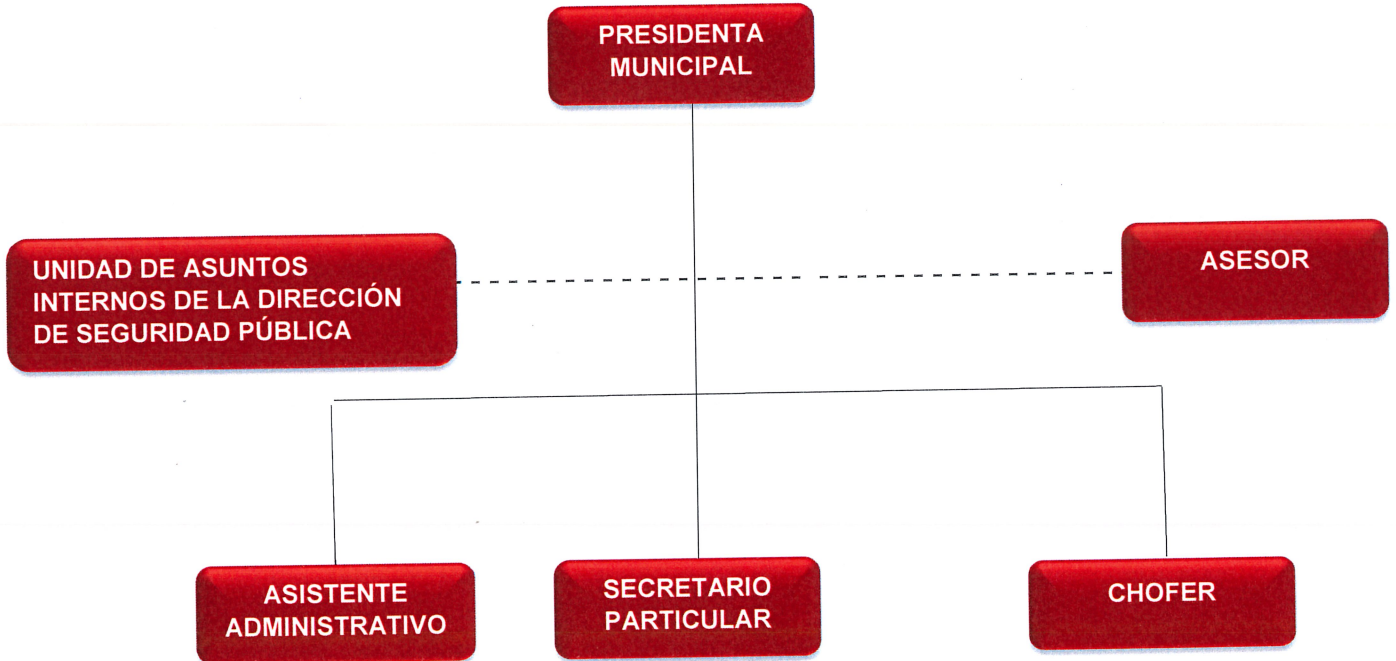 PRESIDENTA
MUNICIPAL
UNIDAD DE ASUNTOS
INTERNOS DE LA DIRECCIÓN
DE SEGURIDAD PÚBLICA
ASESOR
ASISTENTE
ADMINISTRATIVO
SECRETARIO
PARTICULAR
CHOFER